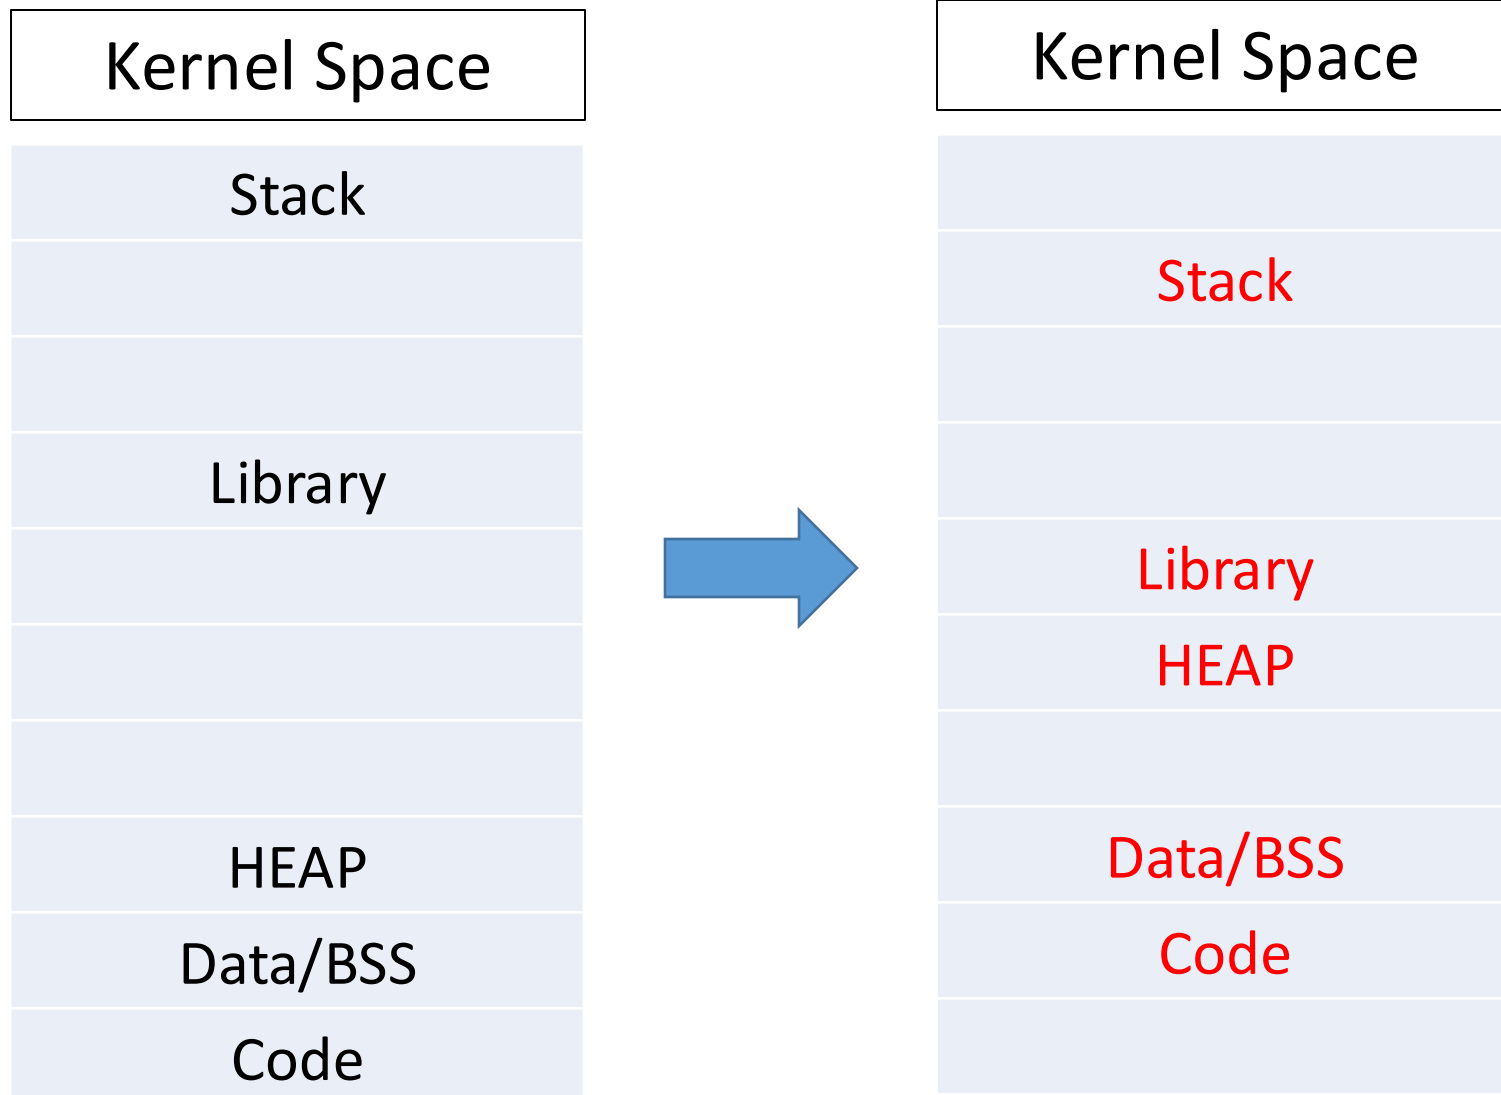 Kernel Space
Stack
Library
HEAP
Data/BSS
Code
Kernel Space
Stack
Library
HEAP
Data/BSS
Code